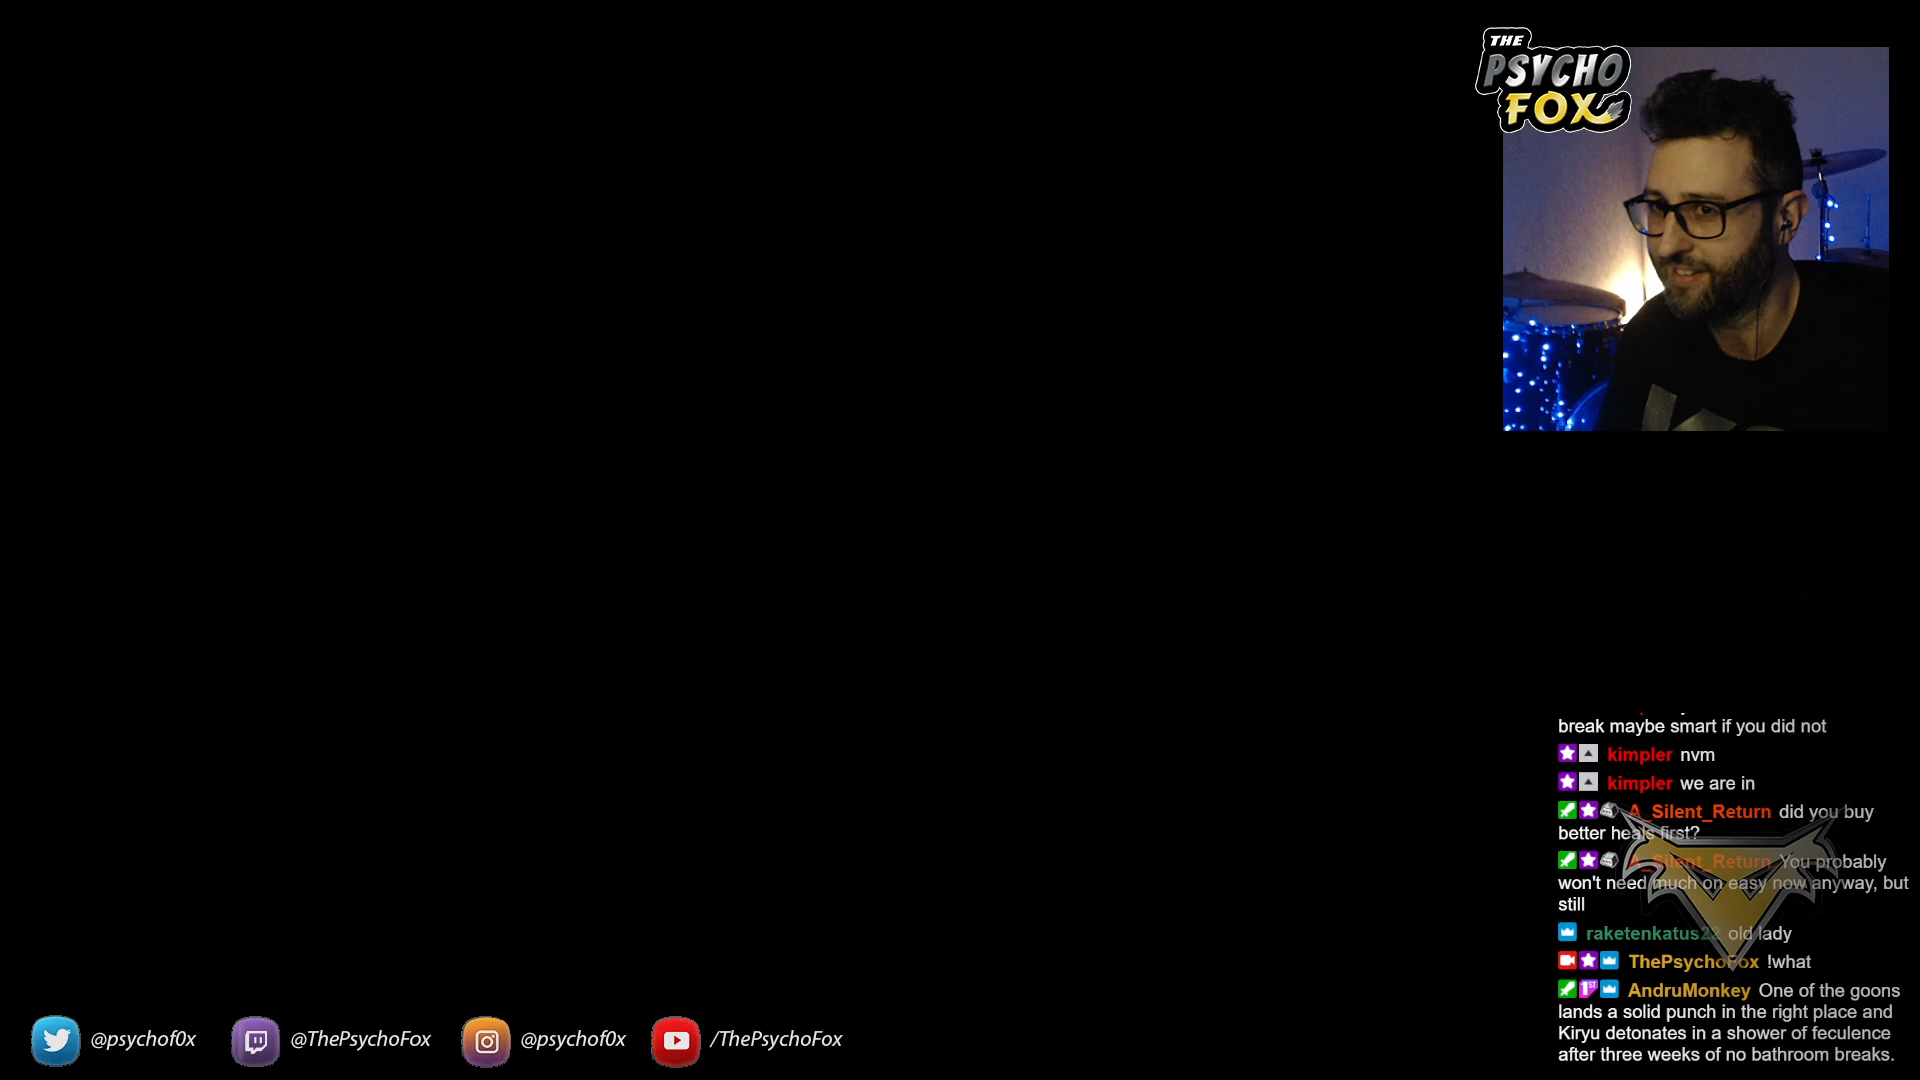 THE
PSYCHO
FOX
break maybe smart if you did not
kimpler nvm
kimpler we are in
A_Silent_Return did you buy
better heals first?
A_Silent_Return You probably
won't need much on easy now anyway, but
still
raketenkatus22 old lady
ThePsychoFox !what
1ST AndruMonkey One of the goons
lands a solid punch in the right place and
Kiryu detonates in a shower of feculence
after three weeks of no bathroom breaks.
@psychof0x @ThePsychoFox @psychof0x /ThePsychoFox